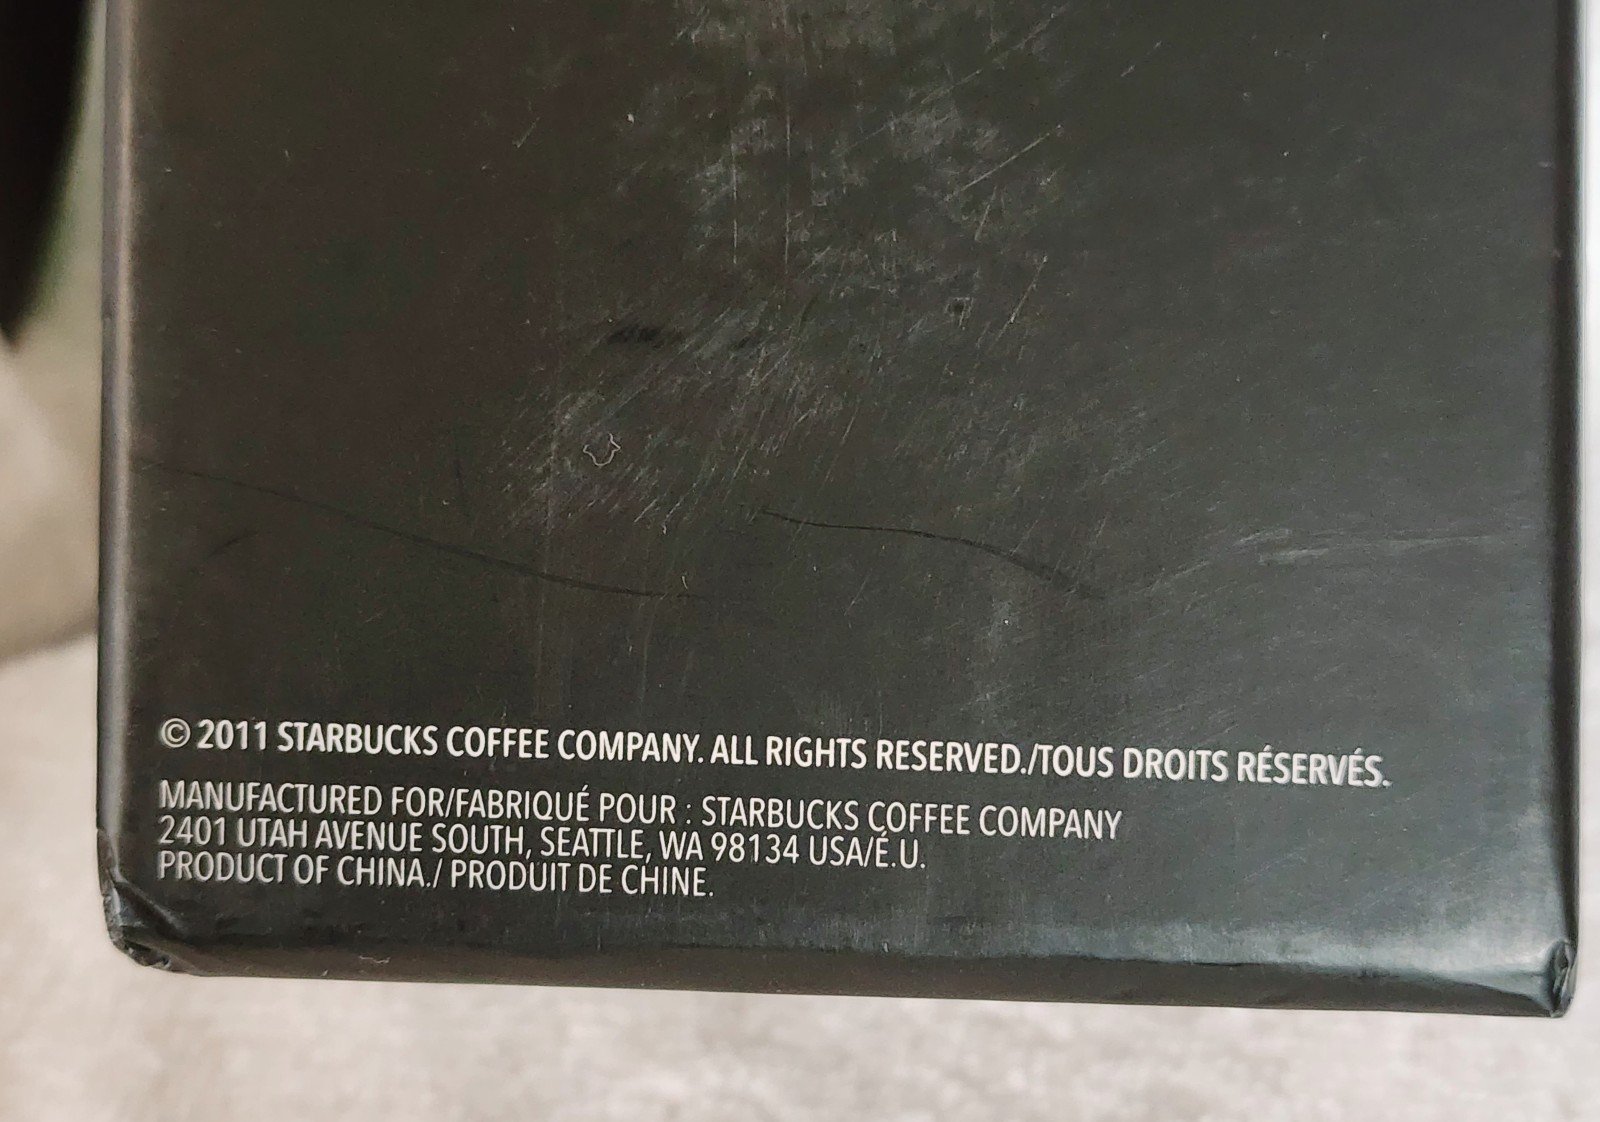 © 2011 STARBUCKS COFFEE COMPANY. ALL RIGHTS RESERVED./TOUS DROITS RÉSERVÉS.
MANUFACTURED FOR/FABRIQUÉ POUR : STARBUCKS COFFEE COMPANY
2401 UTAH AVENUE SOUTH, SEATTLE, WA 98134 USA/É.U.
PRODUCT OF CHINA./ PRODUIT DE CHINE.